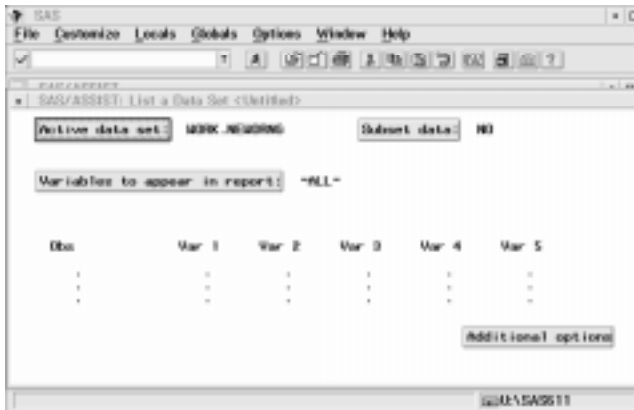 SAS
File Customize Locals Globals Options Window Help
SAS/ASSIST
SAS/ASSIST: List a Data Set <Untitled>
Active data set: WORK.NEWORNG Subset data: NO
Variables to appear in report: -ALL-
Obs Var 1 Var 2 Var 3 Var 4 Var 5
Additional options
U:\SAS611